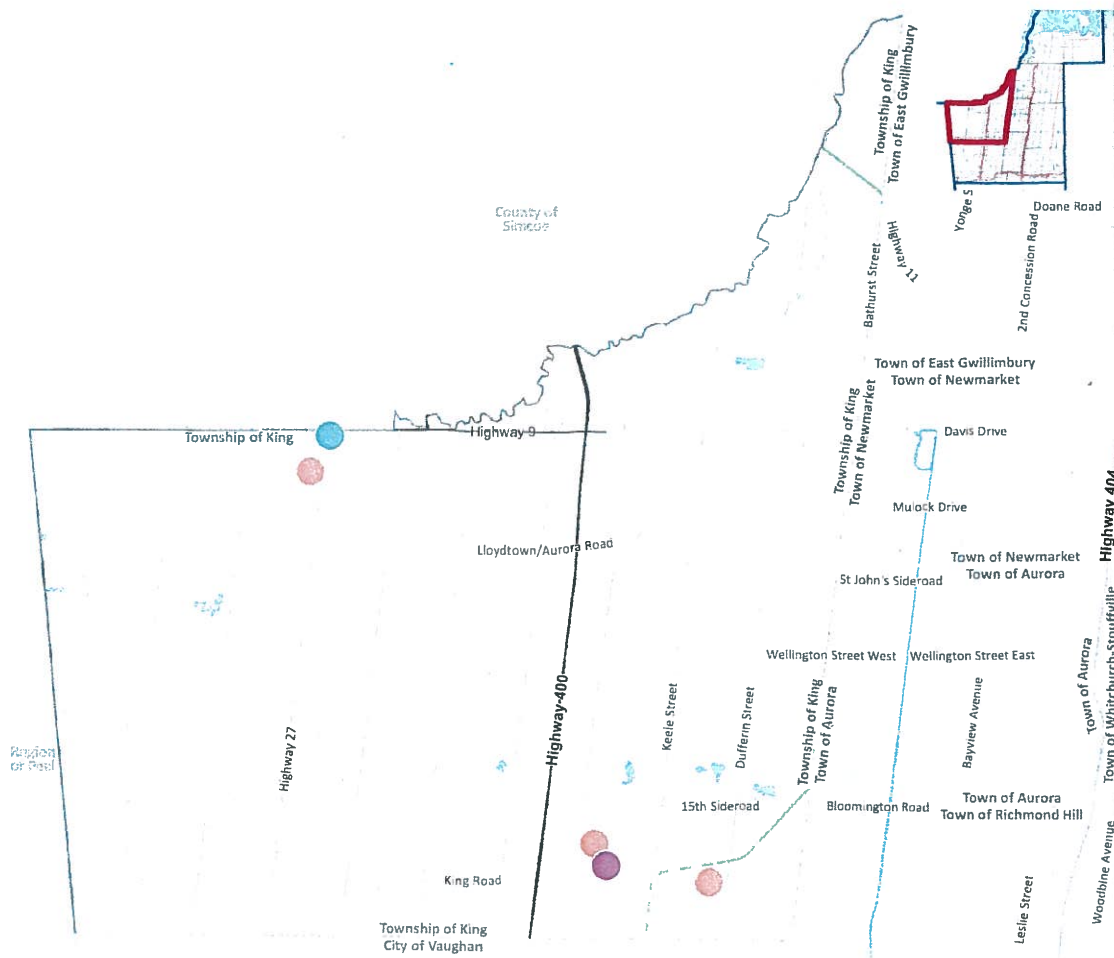 Township of King
Town of East Gwillimbury
Yonge S
Doane Road
County of
Simcoe
Bathurst Street
Highway 11
2nd Concession Road
Town of East Gwillimbury
Town of Newmarket
Township of King
Town of Newmarket
Township of King
Highway 9
Davis Drive
Mulock Drive
Highway 404
Lloydtown/Aurora Road
Town of Newmarket
Town of Aurora
St John's Sideroad
Wellington Street West
Wellington Street East
Town of Aurora
Town of Whitchurch-Stouffville
Region
of Peel
Highway 27
Highway 400
Keele Street
Dufferin Street
Township of King
Town of Aurora
Bayview Avenue
15th Sideroad
Bloomington Road
Town of Aurora
Town of Richmond Hill
King Road
Leslie Street
Woodbine Avenue
Township of King
City of Vaughan